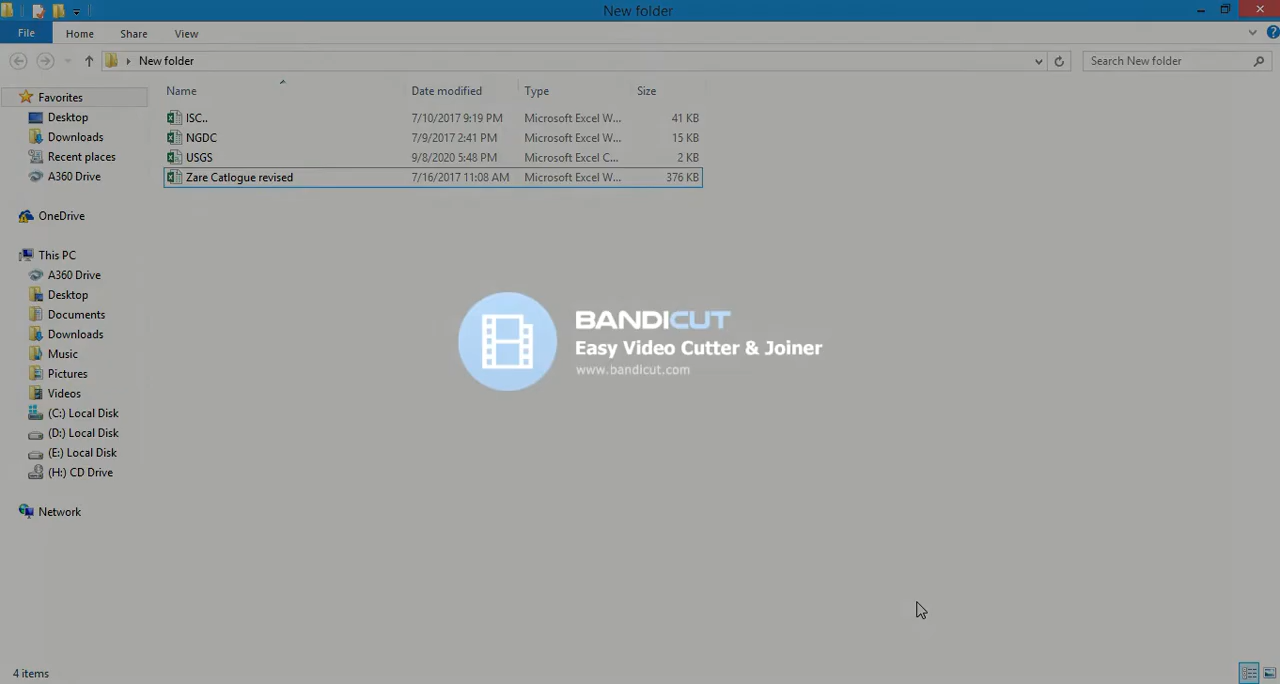 New folder
File Home Share View
New folder
Search New folder
Name Date modified Type Size
ISC.. 7/10/2017 9:19 PM Microsoft Excel W... 41 KB
NGDC 7/9/2017 2:41 PM Microsoft Excel W... 15 KB
USGS 9/8/2020 5:48 PM Microsoft Excel C... 2 KB
Zare Catlogue revised 7/16/2017 11:08 AM Microsoft Excel W... 376 KB
Favorites
Desktop
Downloads
Recent places
A360 Drive
OneDrive
This PC
A360 Drive
Desktop
Documents
Downloads
Music
Pictures
Videos
(C:) Local Disk
(D:) Local Disk
(E:) Local Disk
(H:) CD Drive
Network
BANDICUT
Easy Video Cutter & Joiner
www.bandicut.com
4 items